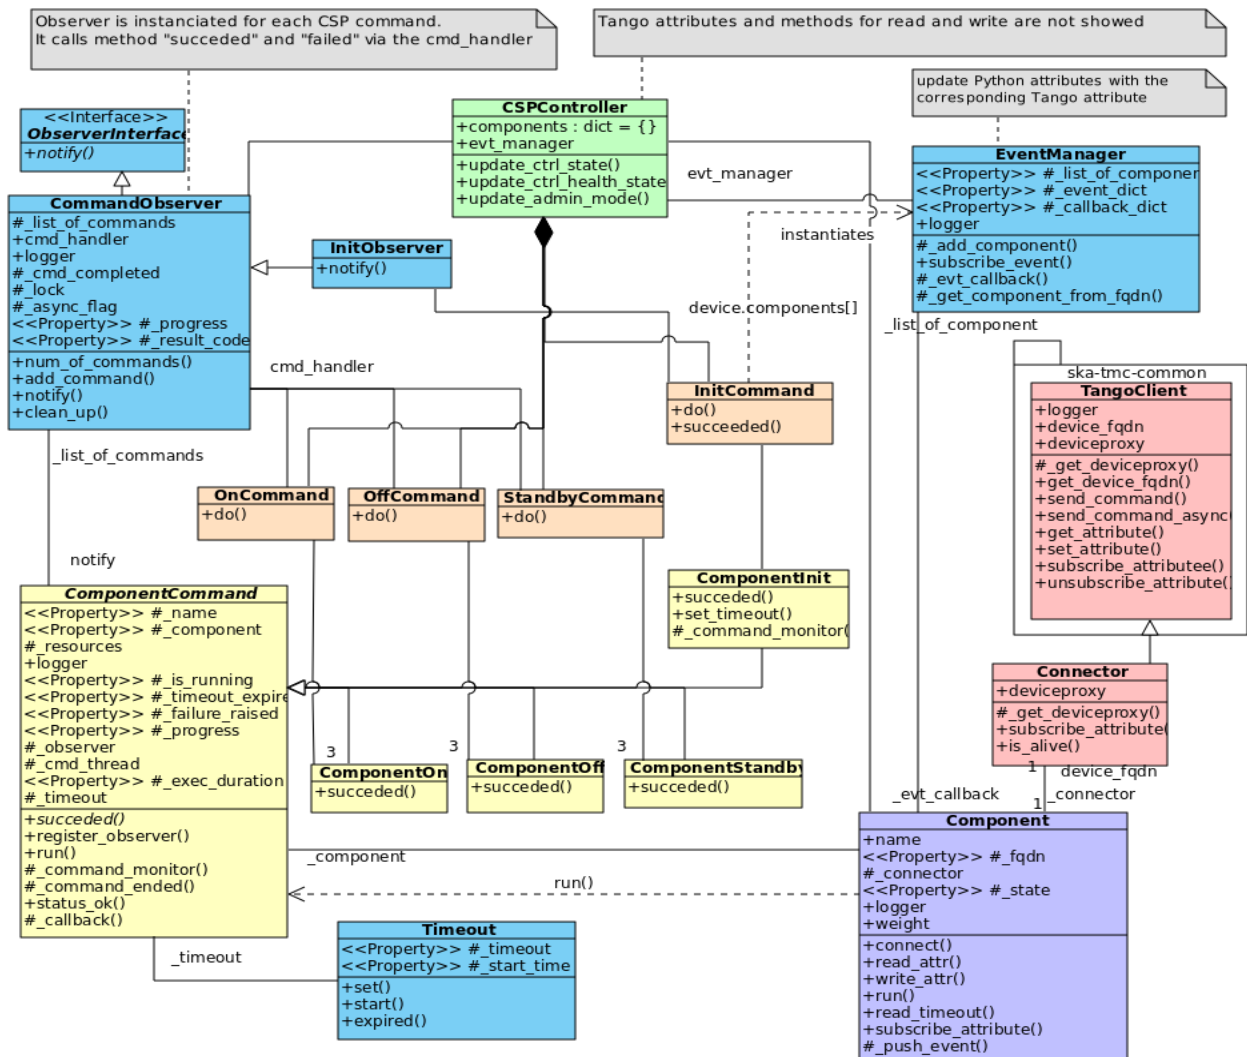 Observer is instanciated for each CSP command.
It calls method "succeded" and "failed" via the cmd_handler
Tango attributes and methods for read and write are not showed
update Python attributes with the
corresponding Tango attribute
<<Interface>>
ObserverInterface
+notify()
CSPController
+components : dict = {}
+evt_manager
+update_ctrl_state()
+update_ctrl_health_state
+update_admin_mode()
EventManager
<<Property>> #_list_of_componer
<<Property>> #_event_dict
<<Property>> #_callback_dict
+logger
#_add_component()
+subscribe_event()
#_evt_callback()
#_get_component_from_fqdn()
evt_manager
instantiates
CommandObserver
#_list_of_commands
+cmd_handler
+logger
#_cmd_completed
#_lock
#_async_flag
<<Property>> #_progress
<<Property>> #_result_code
+num_of_commands()
+add_command()
+notify()
+clean_up()
InitObserver
+notify()
device.components[]
_list_of_component
cmd_handler
InitCommand
+do()
+succeeded()
ska-tmc-common
TangoClient
+logger
+device_fqdn
+deviceproxy
#_get_deviceproxy()
+get_device_fqdn()
+send_command()
+send_command_async(
+get_attribute()
+set_attribute()
+subscribe_attributee()
+unsubscribe_attribute()
_list_of_commands
OnCommand
+do()
OffCommand
+do()
StandbyCommand
+do()
notify
ComponentCommand
<<Property>> #_name
<<Property>> #_component
#_resources
+logger
<<Property>> #_is_running
<<Property>> #_timeout_expire
<<Property>> #_failure_raised
<<Property>> #_progress
#_observer
#_cmd_thread
<<Property>> #_exec_duration
#_timeout
+succeded()
+register_observer()
+run()
#_command_monitor()
#_command_ended()
+status_ok()
#_callback()
ComponentInit
+succeded()
+set_timeout()
#_command_monitor(
Connector
+deviceproxy
#_get_deviceproxy()
+subscribe_attribute(
+is_alive()
3
3
3
ComponentOn
+succeded()
ComponentOff
+succeded()
ComponentStandby
+succeded()
1
device_fqdn
_evt_callback
_connector
1
Component
+name
<<Property>> #_fqdn
#_connector
<<Property>> #_state
+logger
+weight
+connect()
+read_attr()
+write_attr()
+run()
+read_timeout()
+subscribe_attribute()
#_push_event()
_component
run()
_timeout
Timeout
<<Property>> #_timeout
<<Property>> #_start_time
+set()
+start()
+expired()